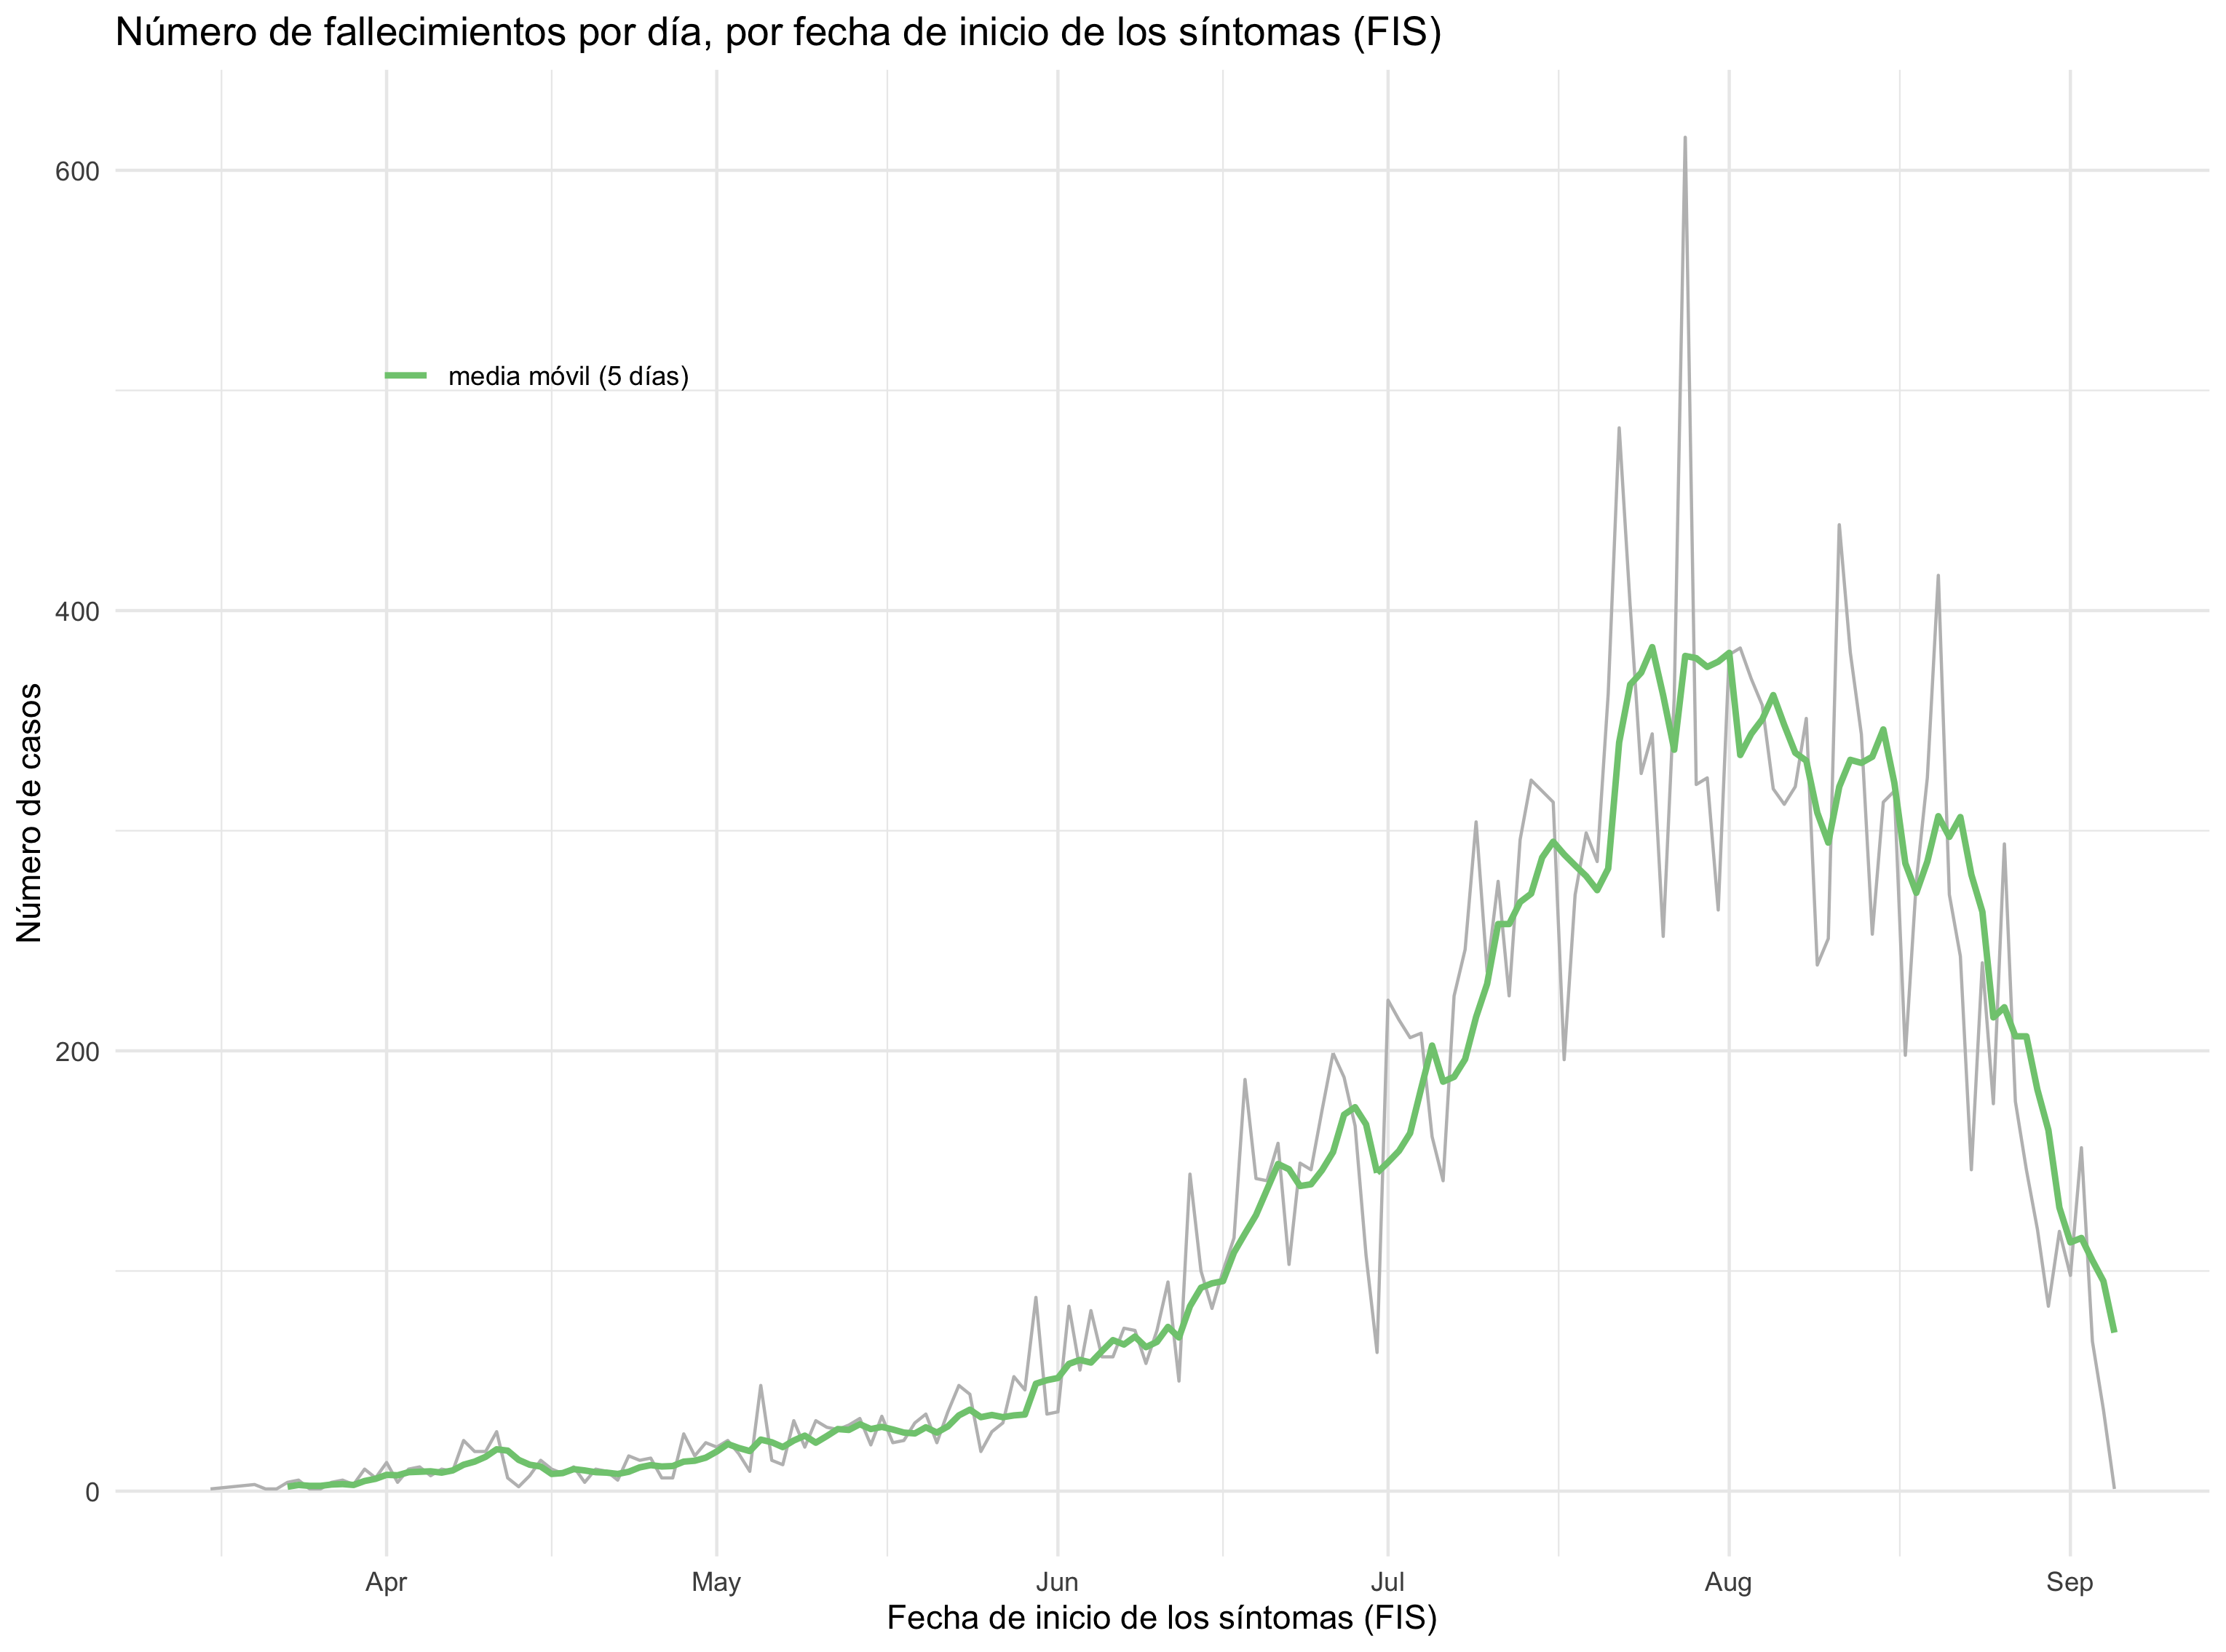 Número de fallecimientos por día, por fecha de inicio de los síntomas (FIS)
600
media móvil (5 días)
400
Número de casos
200
0
Apr May Jun Jul Aug Sep
Fecha de inicio de los síntomas (FIS)